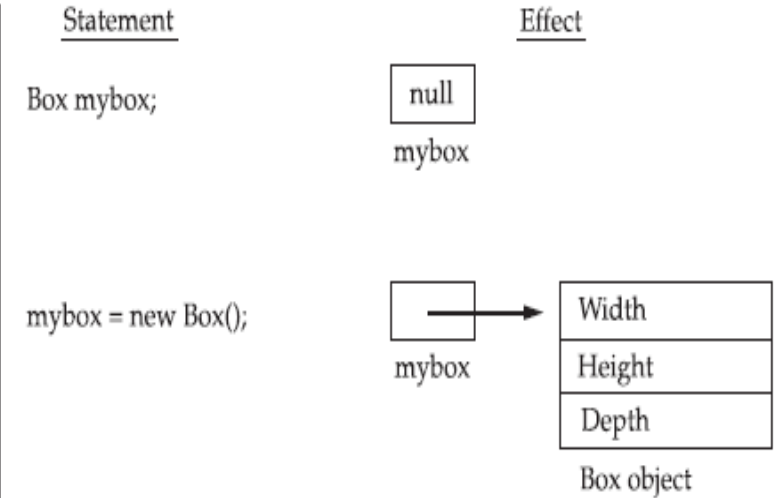 Statement Effect
Box mybox;
null
mybox
mybox = new Box();
Width
mybox
Height
Depth
Box object